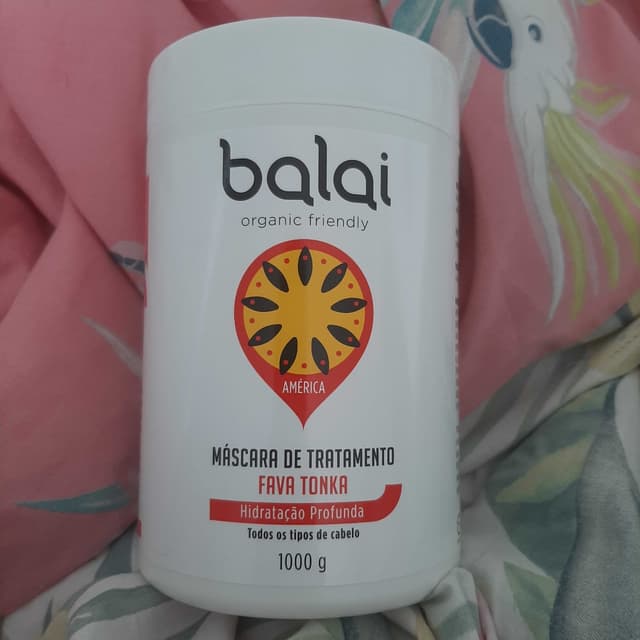 balai
organic friendly
AMÉRICA
MÁSCARA DE TRATAMENTO
FAVA TONKA
Hidratação Profunda
Todos os tipos de cabelo
1000 g